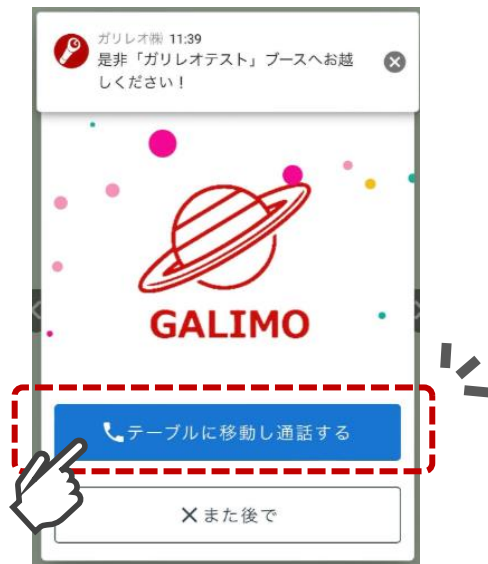 ガリレオ㈱ 11:39
是非「ガリレオテスト」ブースへお越
しください！
GALIMO
テーブルに移動し通話する
×また後で